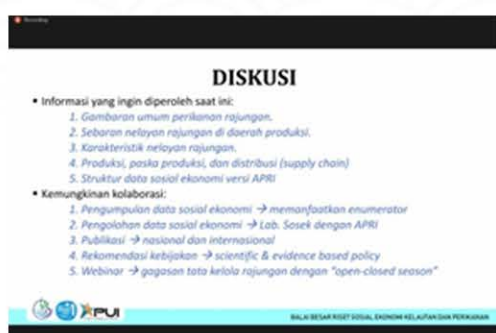 Recording
DISKUSI
▪ Informasi yang ingin diperoleh saat ini:
1. Gambaran umum perikanan rajungan.
2. Sebaran nelayan rajungan di daerah produksi.
3. Karakteristik nelayan rajungan.
4. Produksi, paska produksi, dan distribusi (supply chain)
5. Struktur data sosial ekonomi versi APRI
▪ Kemungkinan kolaborasi:
1. Pengumpulan data sosial ekonomi → memanfaatkan enumerator
2. Pengolahan data sosial ekonomi → Lab. Sosek dengan APRI
3. Publikasi → nasional dan internasional
4. Rekomendasi kebijakan → scientific & evidence based policy
5. Webinar → gagasan tata kelola rajungan dengan "open-closed season"
PUI
BALAI BESAR RISET SOSIAL EKONOMI KELAUTAN DAN PERIKANAN